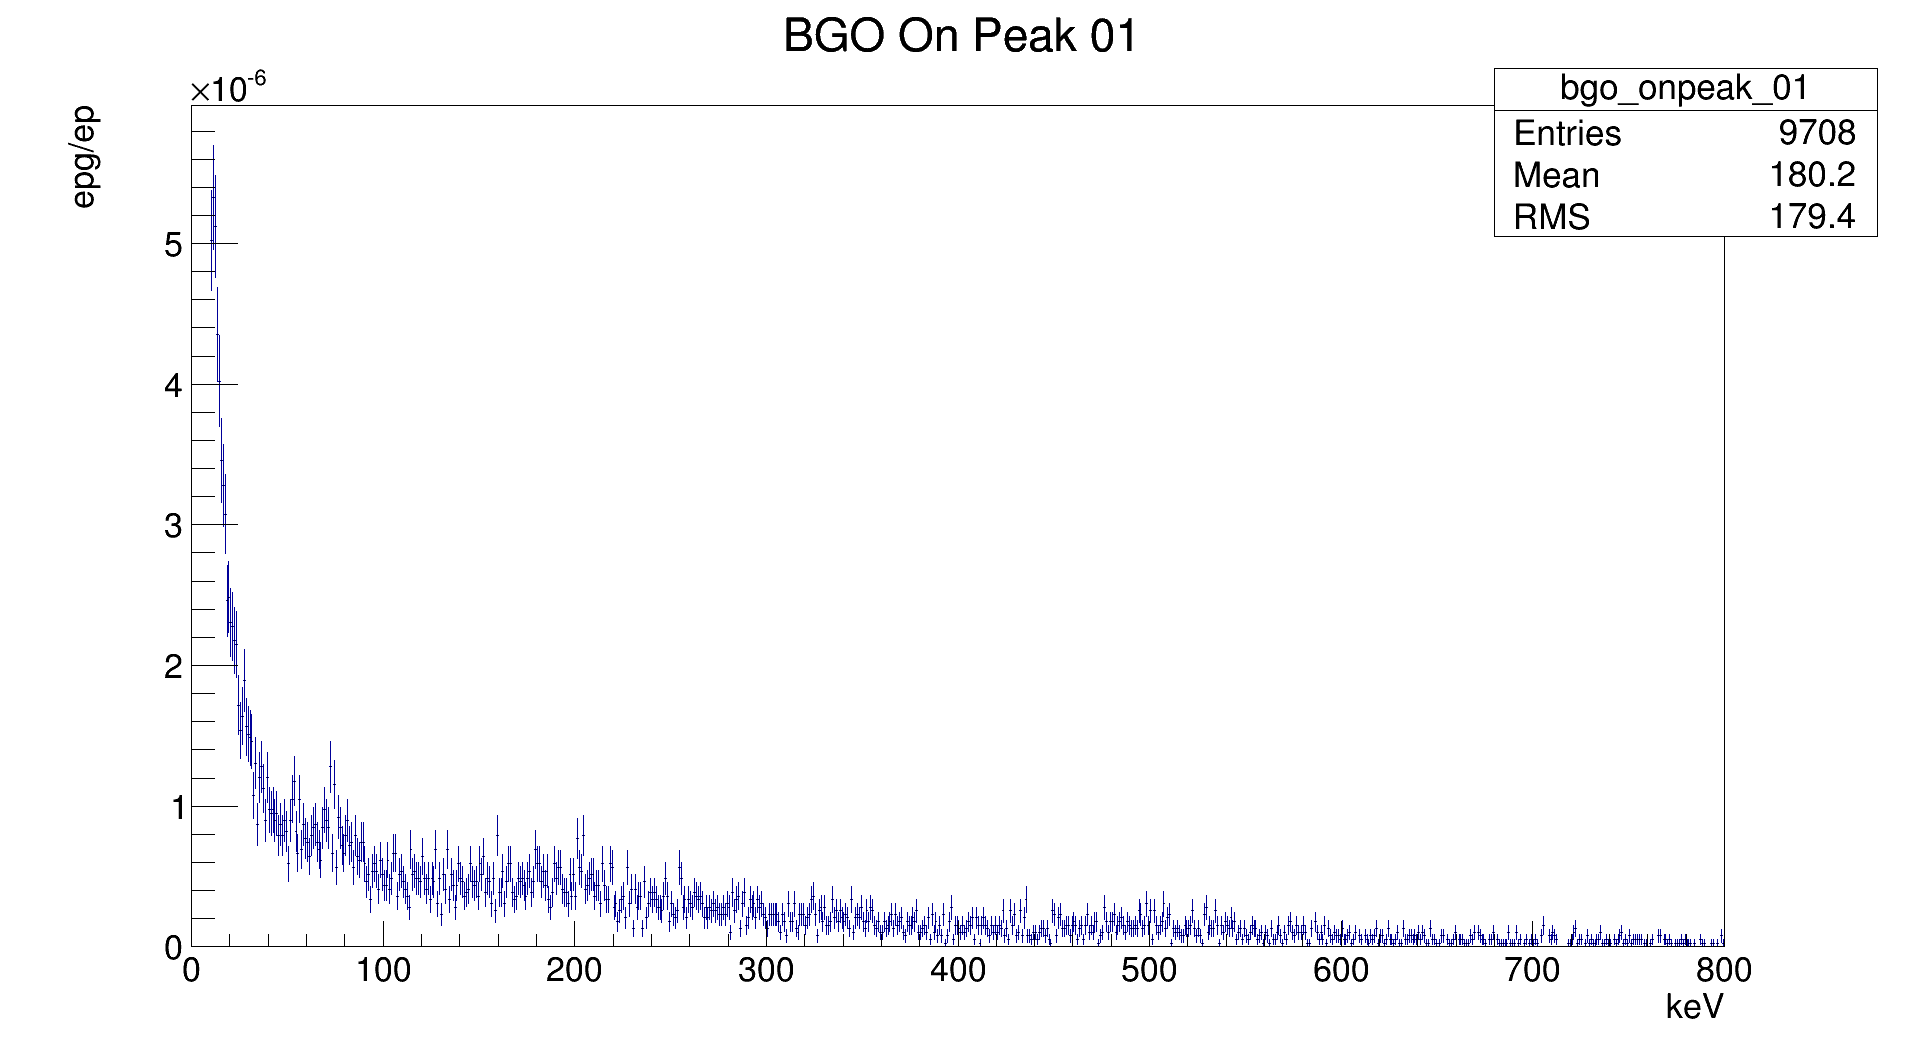 BGO On Peak 01
×10-6
epg/ep
bgo_onpeak_01
Entries 9708
Mean 180.2
RMS 179.4
5
4
3
2
1
0
0 100 200 300 400 500 600 700 800
keV